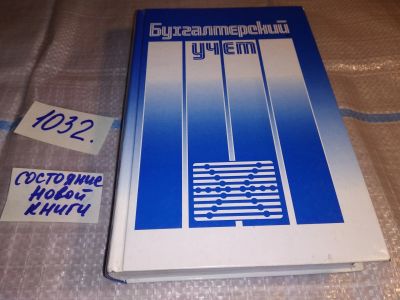 Бухгалтерский
учет
1032.
состояние
новой
книги